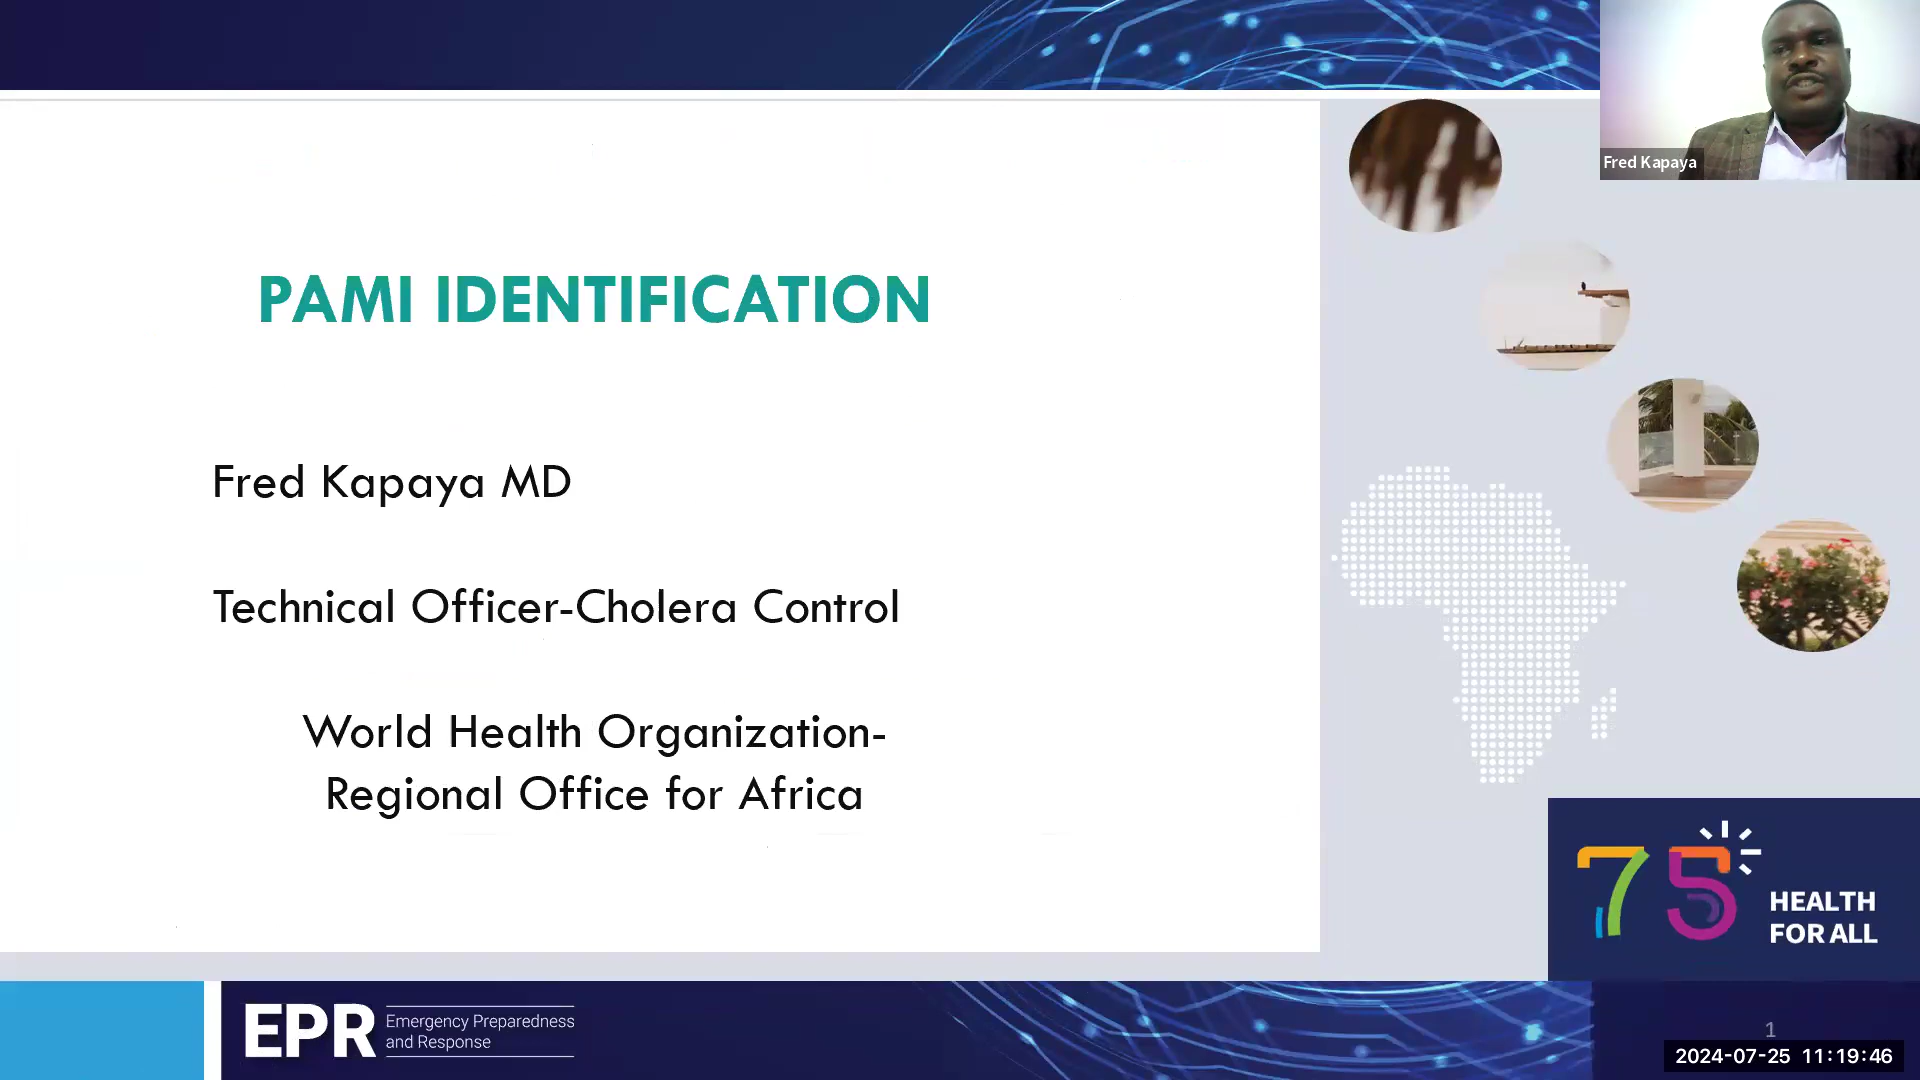 Fred Kapaya
PAMI IDENTIFICATION
Fred Kapaya MD
Technical Officer-Cholera Control
World Health Organization-
Regional Office for Africa
75
HEALTH
FOR ALL
EPR
Emergency Preparedness
and Response
1
2024-07-25 11:19:46